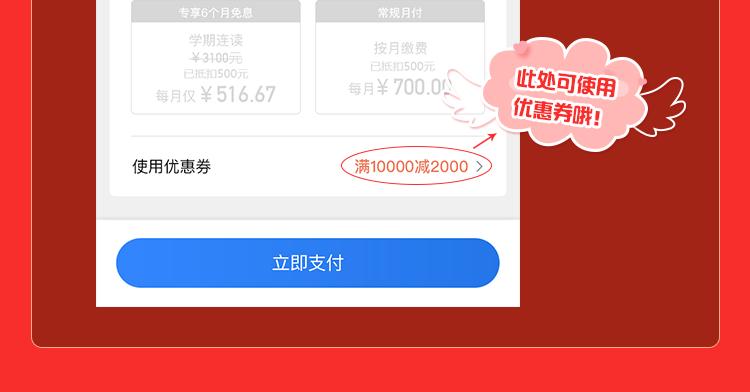 专享6个月免息
学期连读
￥3100元
已抵扣500元
每月仅￥516.67
常规月付
按月缴费
已抵扣500元
每月￥700.00
此处可使用
优惠券哦!
使用优惠券
满10000减2000
立即支付